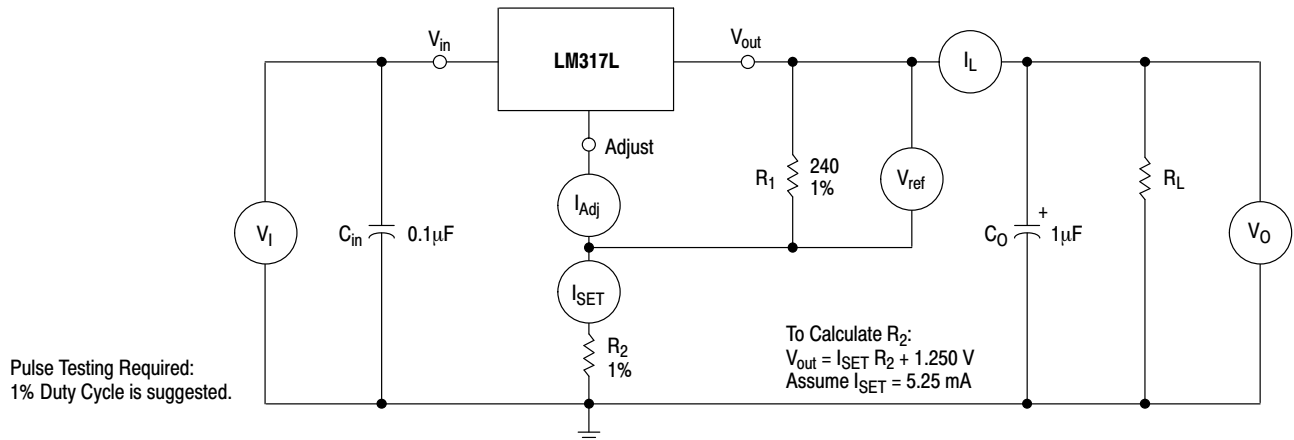 V_in
LM317L
V_out
I_L
Adjust
R_1
240
1%
V_ref
R_L
I_Adj
V_I
C_in
0.1μF
C_O
+
1μF
V_O
I_SET
R_2
1%
To Calculate R_2:
V_out = I_SET R_2 + 1.250 V
Assume I_SET = 5.25 mA
Pulse Testing Required:
1% Duty Cycle is suggested.